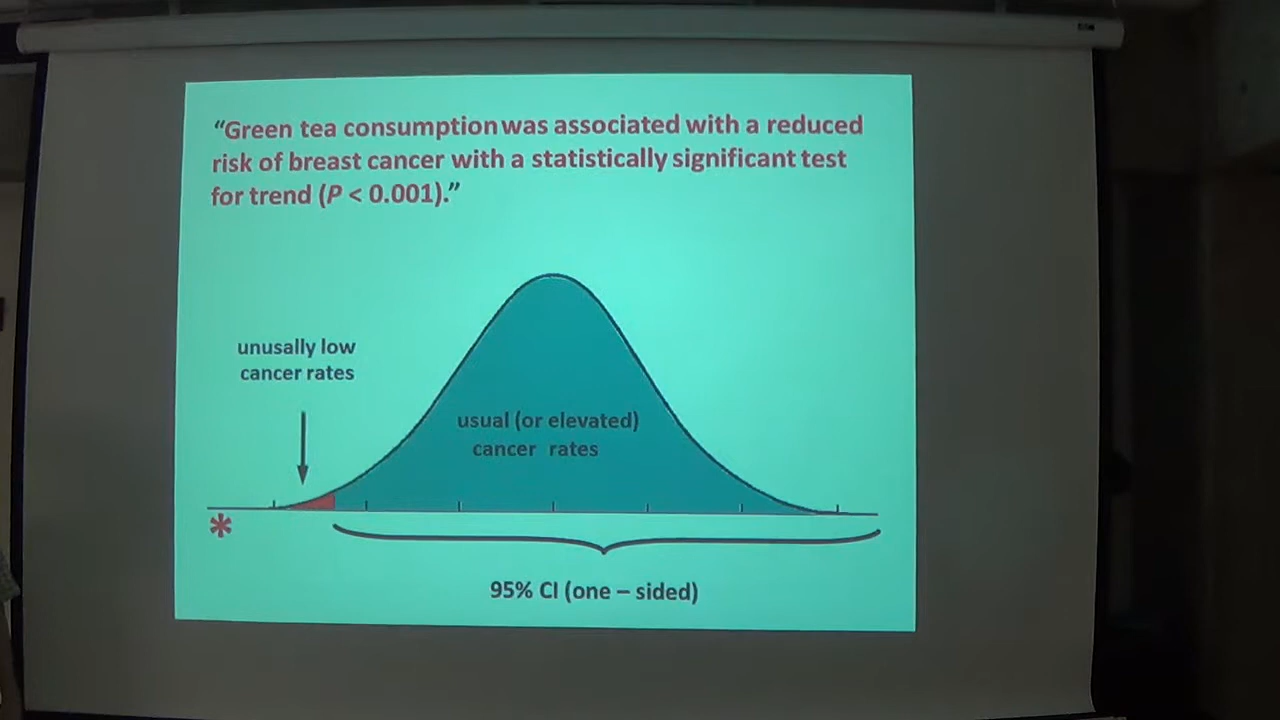 “Green tea consumption was associated with a reduced
risk of breast cancer with a statistically significant test
for trend (P < 0.001).”
unusally low
cancer rates
usual (or elevated)
cancer rates
*
95% CI (one – sided)